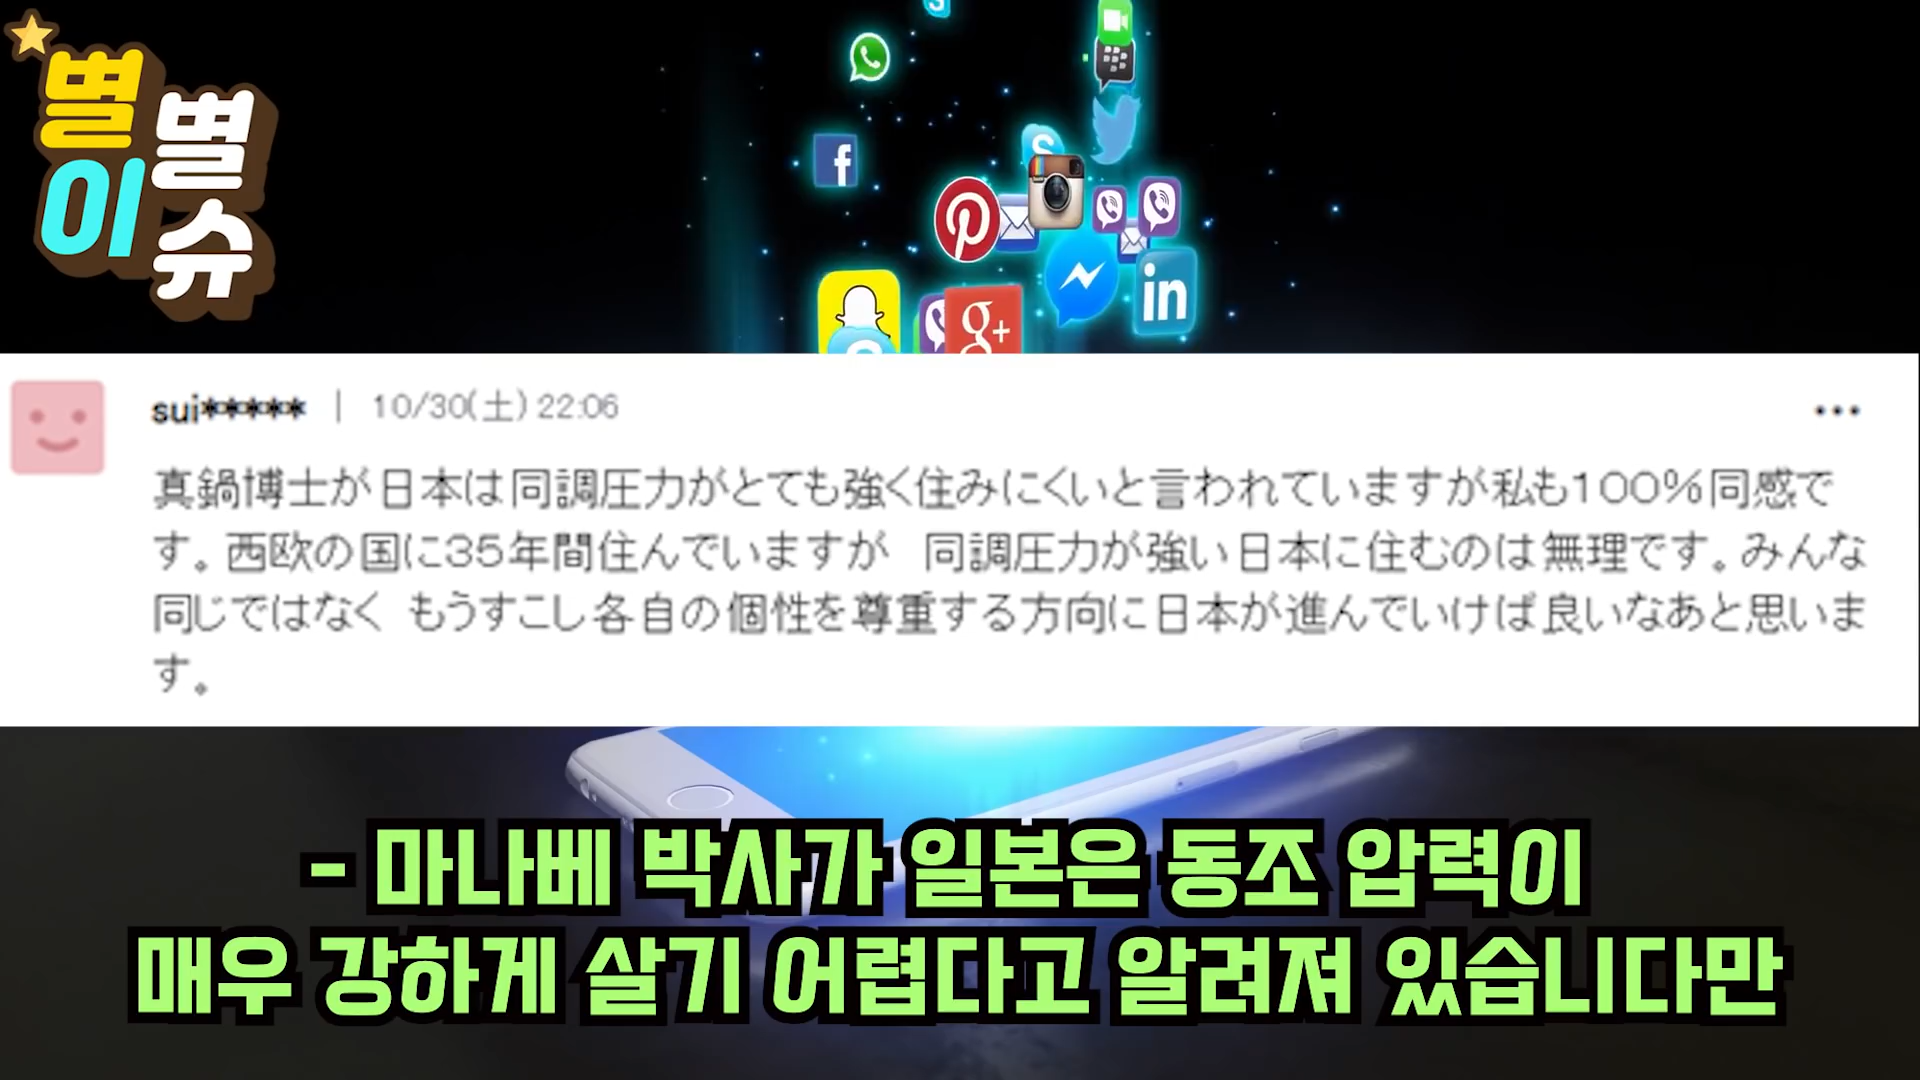 별별
이슈
sui***** | 10/30(土) 22:06
真鍋博士が日本は同調圧力がとても強く住みにくいと言われていますが私も100%同感で
す。西欧の国に35年間住んでいますが　同調圧力が強い日本に住むのは無理です。みんな
同じではなく もうすこし各自の個性を尊重する方向に日本が進んでいけば良いなあと思いま
す。
- 마나베 박사가 일본은 동조 압력이
매우 강하게 살기 어렵다고 알려져 있습니다만